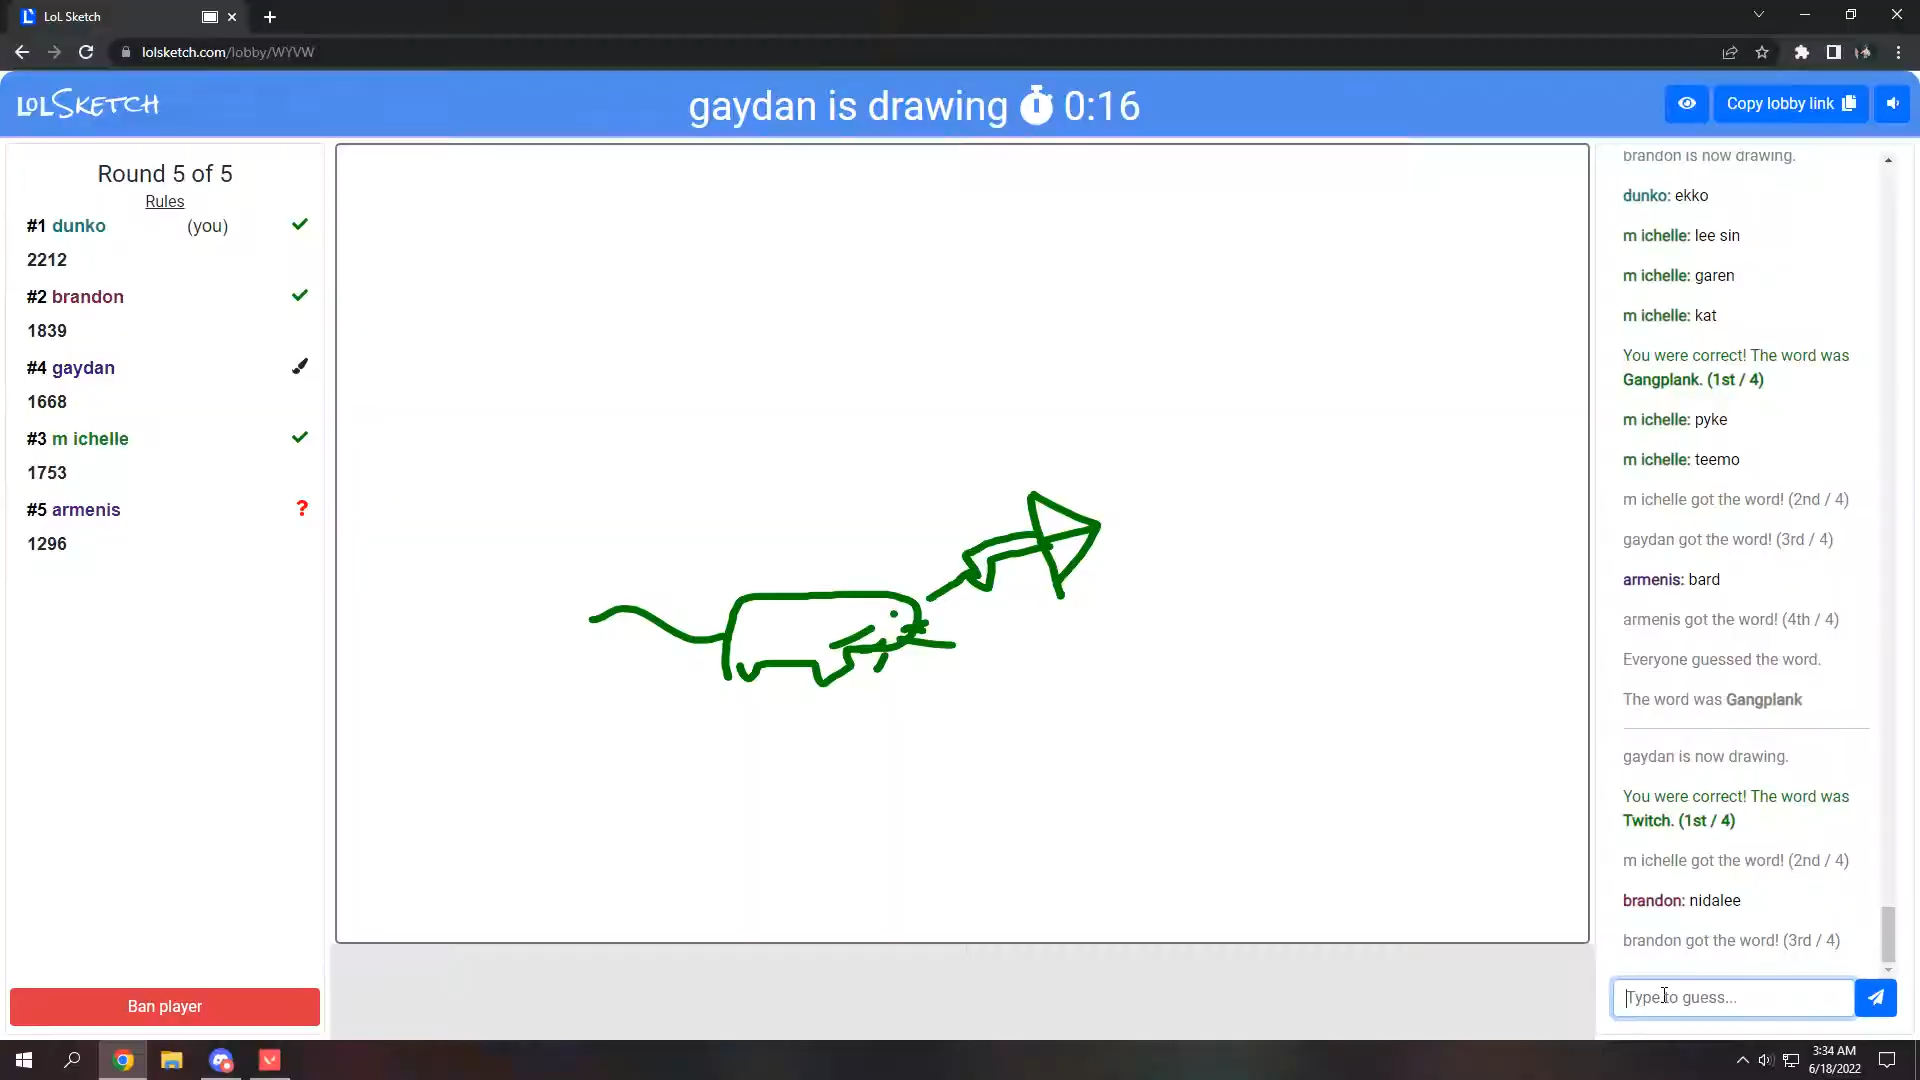 LoL Sketch
lolsketch.com/lobby/WYVW
LOLSKETCH
gaydan is drawing 0:16
Copy lobby link
Round 5 of 5
Rules
#1 dunko (you)
2212
#2 brandon
1839
#4 gaydan
1668
#3 m ichelle
1753
#5 armenis
1296
Ban player
brandon is now drawing.
dunko: ekko
m ichelle: lee sin
m ichelle: garen
m ichelle: kat
You were correct! The word was
Gangplank. (1st / 4)
m ichelle: pyke
m ichelle: teemo
m ichelle got the word! (2nd / 4)
gaydan got the word! (3rd / 4)
armenis: bard
armenis got the word! (4th / 4)
Everyone guessed the word.
The word was Gangplank
gaydan is now drawing.
You were correct! The word was
Twitch. (1st / 4)
m ichelle got the word! (2nd / 4)
brandon: nidalee
brandon got the word! (3rd / 4)
Type to guess...
3:34 AM
6/18/2022